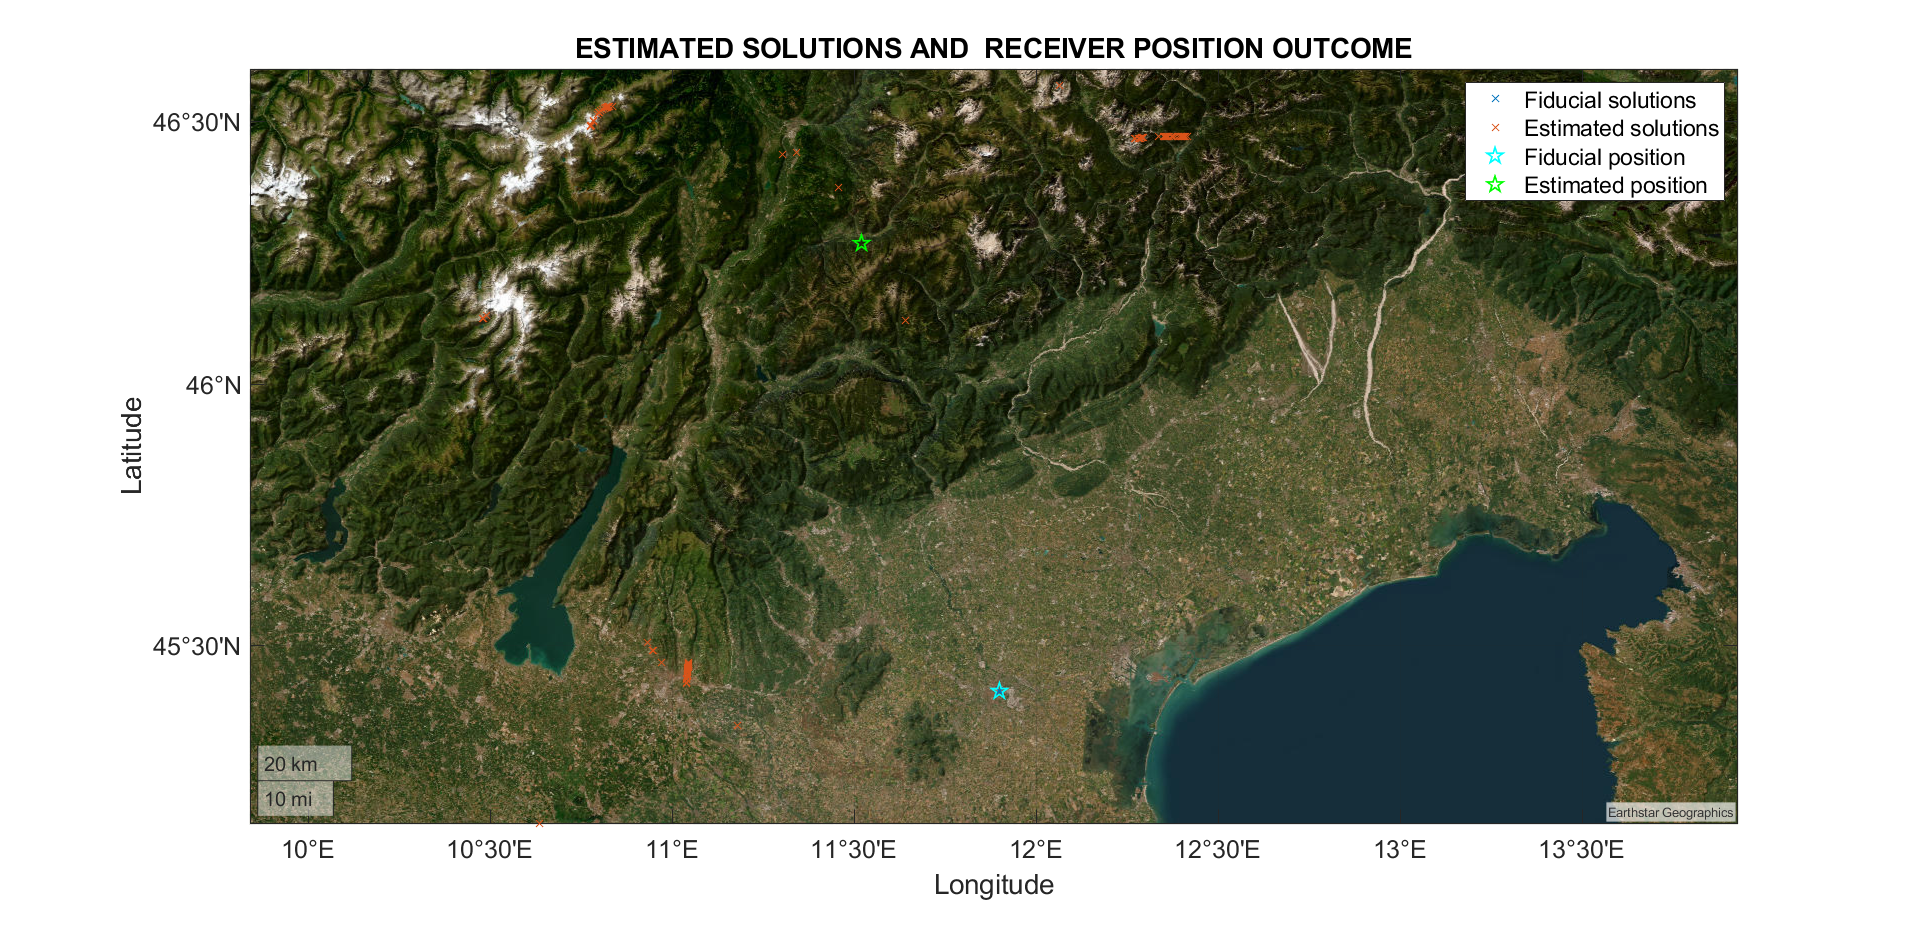 ESTIMATED SOLUTIONS AND  RECEIVER POSITION OUTCOME
Fiducial solutions
Estimated solutions
Fiducial position
Estimated position
46°30'N
46°N
45°30'N
Latitude
20 km
10 mi
Earthstar Geographics
10°E
10°30'E
11°E
11°30'E
12°E
12°30'E
13°E
13°30'E
Longitude